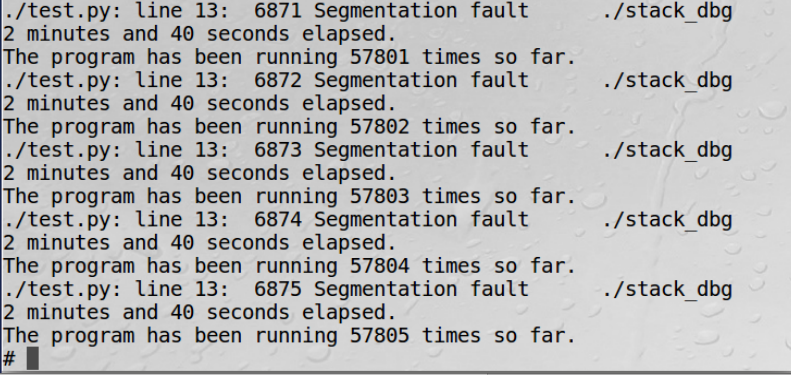 ./test.py: line 13:  6871 Segmentation fault      ./stack_dbg
2 minutes and 40 seconds elapsed.
The program has been running 57801 times so far.
./test.py: line 13:  6872 Segmentation fault      ./stack_dbg
2 minutes and 40 seconds elapsed.
The program has been running 57802 times so far.
./test.py: line 13:  6873 Segmentation fault      ./stack_dbg
2 minutes and 40 seconds elapsed.
The program has been running 57803 times so far.
./test.py: line 13:  6874 Segmentation fault      ./stack_dbg
2 minutes and 40 seconds elapsed.
The program has been running 57804 times so far.
./test.py: line 13:  6875 Segmentation fault      ./stack_dbg
2 minutes and 40 seconds elapsed.
The program has been running 57805 times so far.
#